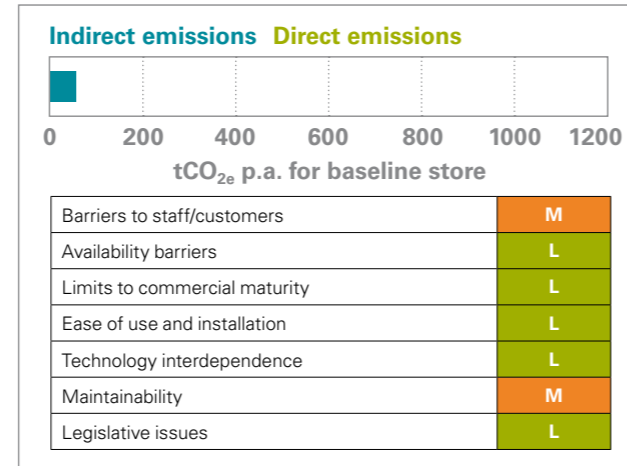 Indirect emissions Direct emissions
0 200 400 600 800 1000 1200
tCO2e p.a. for baseline store
Barriers to staff/customers M
Availability barriers L
Limits to commercial maturity L
Ease of use and installation L
Technology interdependence L
Maintainability M
Legislative issues L